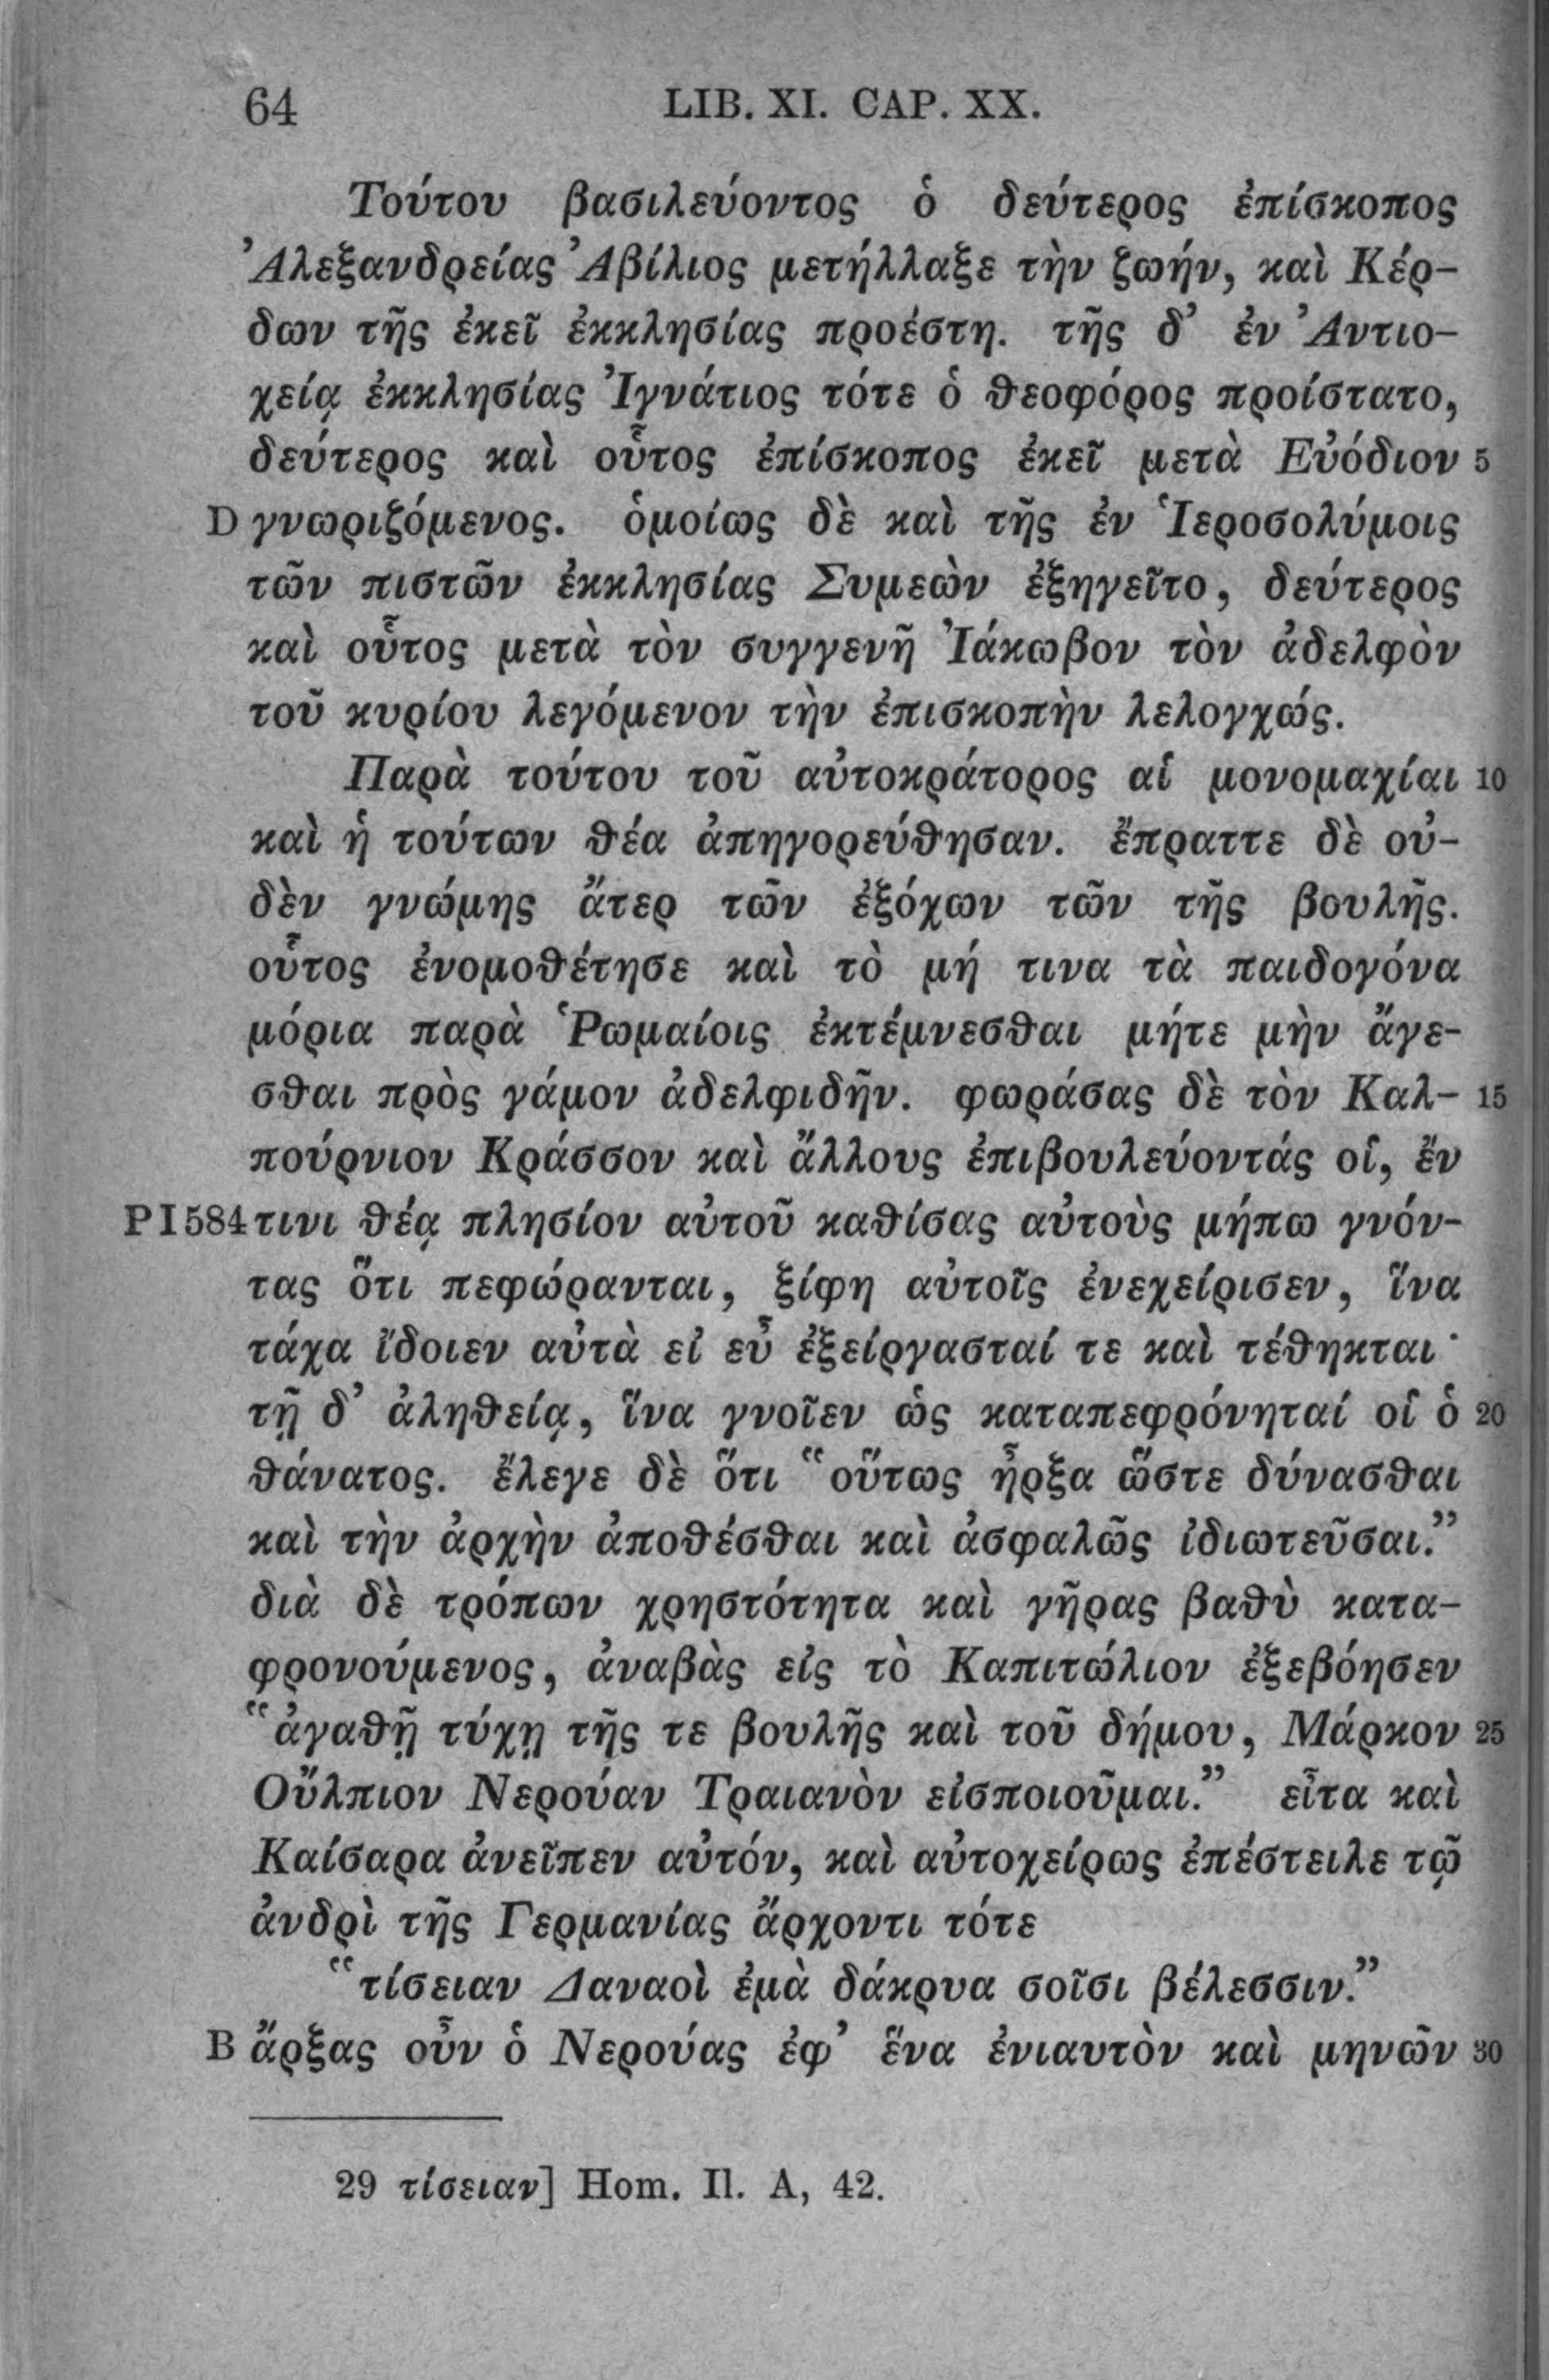 64 LIB. XI. CAP. XX.
Τούτου βασιλεύοντος ὁ δεύτερος ἐπίσκοπος
Ἀλεξανδρείας Ἀβίλιος μετήλλαξε τὴν ζωήν, καὶ Κέρ-
δων τῆς ἐκεῖ ἐκκλησίας προέστη. τῆς δ’ ἐν Ἀντιο-
χείᾳ ἐκκλησίας Ἰγνάτιος τότε ὁ θεοφόρος προίστατο,
δεύτερος καὶ οὗτος ἐπίσκοπος ἐκεῖ μετὰ Εὐόδιον 5
D γνωριζόμενος. ὁμοίως δὲ καὶ τῆς ἐν Ἱεροσολύμοις
τῶν πιστῶν ἐκκλησίας Συμεὼν ἐξηγεῖτο, δεύτερος
καὶ οὗτος μετὰ τὸν συγγενῆ Ἰάκωβον τὸν ἀδελφὸν
τοῦ κυρίου λεγόμενον τὴν ἐπισκοπὴν λελογχώς.
Παρὰ τούτου τοῦ αὐτοκράτορος αἱ μονομαχίαι 10
καὶ ἡ τούτων θέα ἀπηγορεύθησαν. ἔπραττε δὲ οὐ-
δὲν γνώμης ἄτερ τῶν ἐξόχων τῶν τῆς βουλῆς.
οὗτος ἐνομοθέτησε καὶ τὸ μή τινα τὰ παιδογόνα
μόρια παρὰ Ῥωμαίοις ἐκτέμνεσθαι μήτε μὴν ἄγε-
σθαι πρὸς γάμον ἀδελφιδῆν. φωράσας δὲ τὸν Καλ- 15
πούρνιον Κράσσον καὶ ἄλλους ἐπιβουλεύοντάς οἱ, ἔν
P I 584 τινι θέᾳ πλησίον αὐτοῦ καθίσας αὐτοὺς μήπω γνόν-
τας ὅτι πεφώρανται, ξίφη αὐτοῖς ἐνεχείρισεν, ἵνα
τάχα ἴδοιεν αὐτὰ εἰ εὖ ἐξείργασταί τε καὶ τέθηκται·
τῇ δ’ ἀληθείᾳ, ἵνα γνοῖεν ὡς καταπεφρόνηταί οἱ ὁ 20
θάνατος. ἔλεγε δὲ ὅτι “οὕτως ἦρξα ὥστε δύνασθαι
καὶ τὴν ἀρχὴν ἀποθέσθαι καὶ ἀσφαλῶς ἰδιωτεῦσαι.”
διὰ δὲ τρόπων χρηστότητα καὶ γῆρας βαθὺ κατα-
φρονούμενος, ἀναβὰς εἰς τὸ Καπιτώλιον ἐξεβόησεν
“ἀγαθῇ τύχῃ τῆς τε βουλῆς καὶ τοῦ δήμου, Μάρκον 25
Οὔλπιον Νερούαν Τραιανὸν εἰσποιοῦμαι.” εἶτα καὶ
Καίσαρα ἀνεῖπεν αὐτόν, καὶ αὐτοχείρως ἐπέστειλε τῷ
ἀνδρὶ τῆς Γερμανίας ἄρχοντι τότε
“τίσειαν Δαναοὶ ἐμὰ δάκρυα σοῖσι βέλεσσιν.”
B ἄρξας οὖν ὁ Νερούας ἐφ’ ἕνα ἐνιαυτὸν καὶ μηνῶν 30
29 τίσειαν] Hom. Il. A, 42.